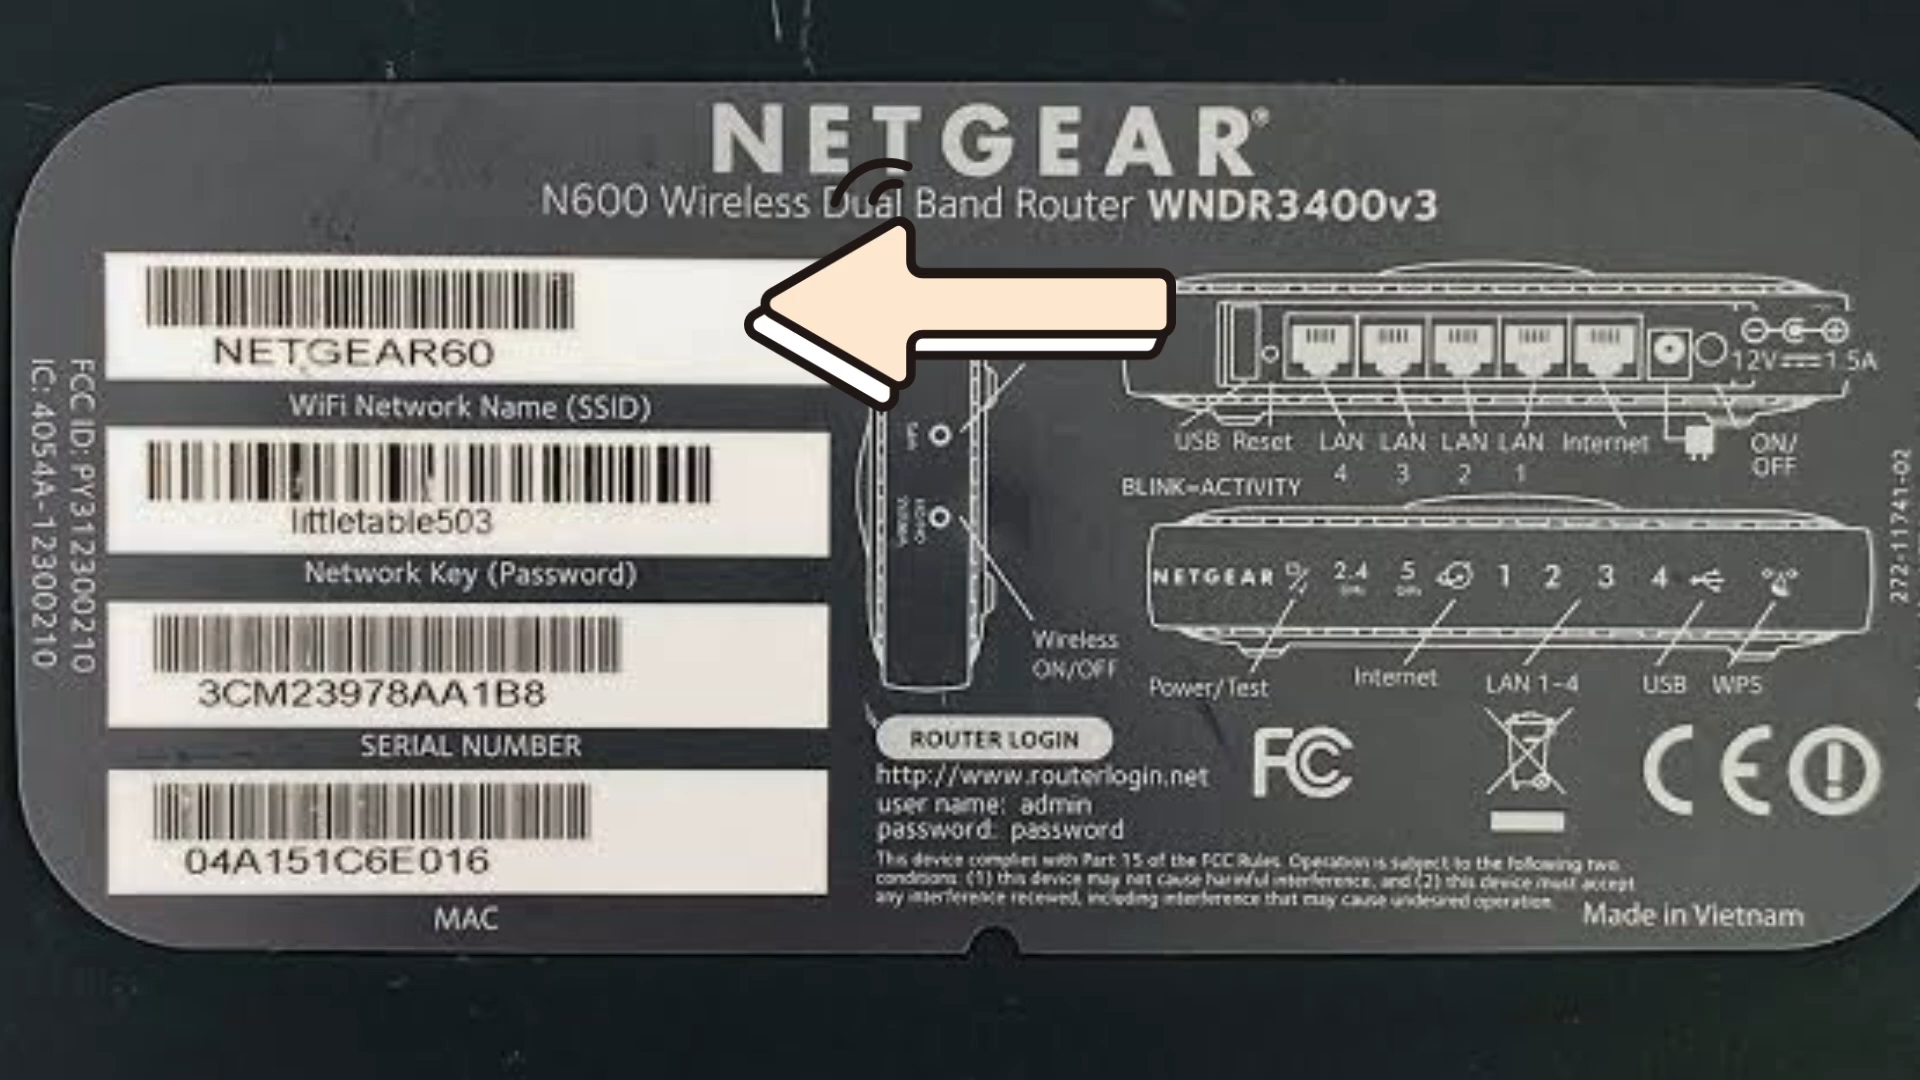 NETGEAR®
N600 Wireless Dual Band Router WNDR3400v3
NETGEAR60
WiFi Network Name (SSID)
littletable503
Network Key (Password)
3CM23978AA1B8
SERIAL NUMBER
04A151C6E016
MAC
FCC ID: PY312300210
IC: 4054A-12300210
WPS
Wireless
ON/OFF
12V 1.5A
USB Reset LAN LAN LAN LAN Internet ON/
4 3 2 1 OFF
BLINK=ACTIVITY
NETGEAR 2.4 5 1 2 3 4
GHz GHz
Power/Test Internet LAN 1-4 USB WPS
ROUTER LOGIN
http://www.routerlogin.net
user name: admin
password: password
This device complies with Part 15 of the FCC Rules. Operation is subject to the following two
conditions: (1) this device may not cause harmful interference, and (2) this device must accept
any interference received, including interference that may cause undesired operation.
FC
CE
Made in Vietnam
272-11741-02